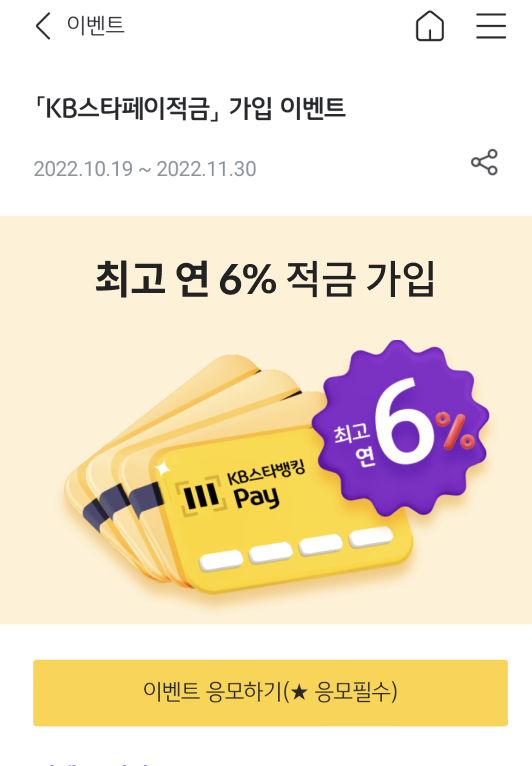 이벤트
「KB스타페이적금」 가입 이벤트
2022.10.19 ~ 2022.11.30
최고 연 6% 적금 가입
최고
연 6%
KB스타뱅킹
Pay
이벤트 응모하기(★ 응모필수)